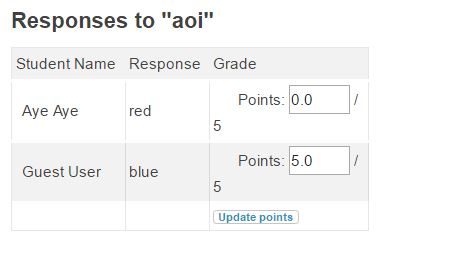 Responses to "aoi"
Student Name Response Grade
Aye Aye red Points: 0.0 /
5
Guest User blue Points: 5.0 /
5
Update points